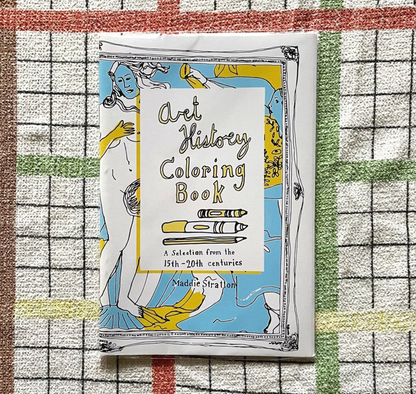 Art
History
Coloring
Book
A Selection from the
15th-20th centuries
Maddie Stratton